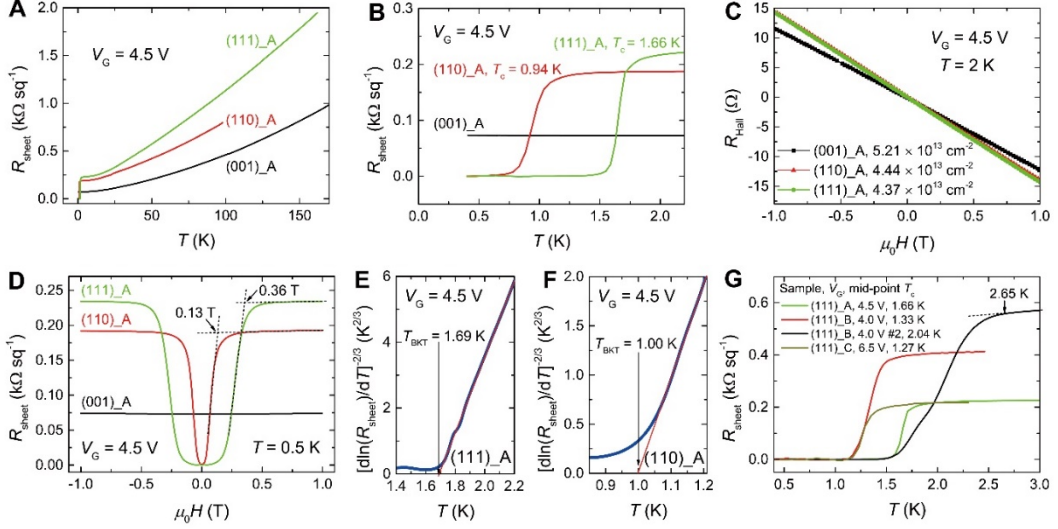 A
R_sheet (kΩ sq⁻¹)
2.0
1.5
1.0
0.5
0.0
V_G = 4.5 V
(111)_A
(110)_A
(001)_A
0 50 100 150
T (K)
B
R_sheet (kΩ sq⁻¹)
0.3
0.2
0.1
0.0
V_G = 4.5 V
(111)_A, T_c = 1.66 K
(110)_A, T_c = 0.94 K
(001)_A
0.5 1.0 1.5 2.0
T (K)
C
R_Hall (Ω)
15
10
5
0
-5
-10
-15
V_G = 4.5 V
T = 2 K
(001)_A, 5.21 × 10¹³ cm⁻²
(110)_A, 4.44 × 10¹³ cm⁻²
(111)_A, 4.37 × 10¹³ cm⁻²
-1.0 -0.5 0.0 0.5 1.0
μ₀H (T)
D
R_sheet (kΩ sq⁻¹)
0.25
0.20
0.15
0.10
0.05
0.00
(111)_A
(110)_A
(001)_A
0.36 T
0.13 T
V_G = 4.5 V
T = 0.5 K
-1.0 -0.5 0.0 0.5 1.0
μ₀H (T)
E
[dln(R_sheet)/dT]⁻²ᐟ³ (K²ᐟ³)
6
4
2
0
V_G = 4.5 V
T_BKT = 1.69 K
(111)_A
1.4 1.6 1.8 2.0 2.2
T (K)
F
[dln(R_sheet)/dT]⁻²ᐟ³ (K²ᐟ³)
2.0
1.5
1.0
0.5
0.0
V_G = 4.5 V
T_BKT = 1.00 K
(110)_A
0.9 1.0 1.1 1.2
T (K)
G
R_sheet (kΩ sq⁻¹)
0.6
0.4
0.2
0.0
Sample, V_G, mid-point T_c
(111)_A, 4.5 V, 1.66 K
(111)_B, 4.0 V, 1.33 K
(111)_B, 4.0 V #2, 2.04 K
(111)_C, 6.5 V, 1.27 K
2.65 K
0.5 1.0 1.5 2.0 2.5 3.0
T (K)